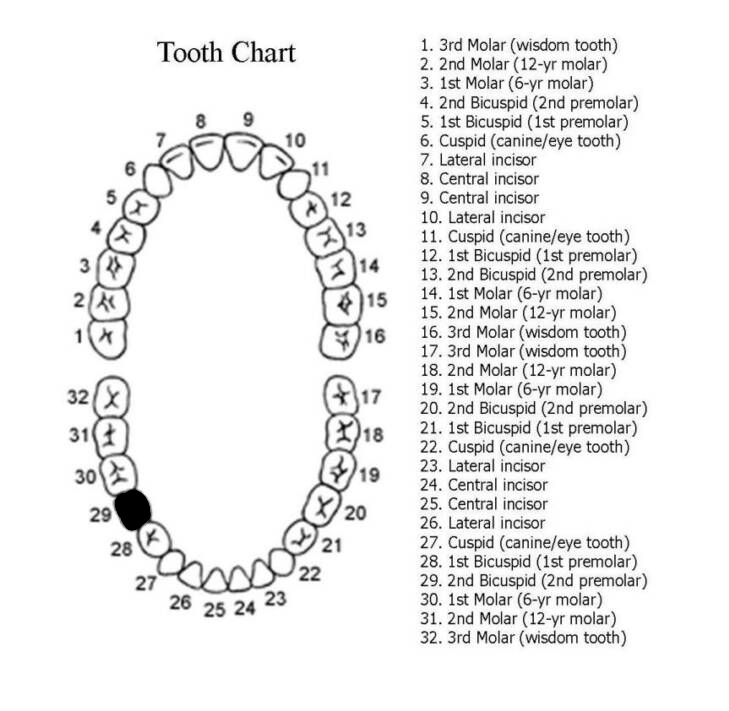 Tooth Chart
8 9
7 10
6 11
5 12
4 13
3 14
2 15
1 16
32 17
31 18
30 19
29 20
28 21
27 22
26 25 24 23
1. 3rd Molar (wisdom tooth)
2. 2nd Molar (12-yr molar)
3. 1st Molar (6-yr molar)
4. 2nd Bicuspid (2nd premolar)
5. 1st Bicuspid (1st premolar)
6. Cuspid (canine/eye tooth)
7. Lateral incisor
8. Central incisor
9. Central incisor
10. Lateral incisor
11. Cuspid (canine/eye tooth)
12. 1st Bicuspid (1st premolar)
13. 2nd Bicuspid (2nd premolar)
14. 1st Molar (6-yr molar)
15. 2nd Molar (12-yr molar)
16. 3rd Molar (wisdom tooth)
17. 3rd Molar (wisdom tooth)
18. 2nd Molar (12-yr molar)
19. 1st Molar (6-yr molar)
20. 2nd Bicuspid (2nd premolar)
21. 1st Bicuspid (1st premolar)
22. Cuspid (canine/eye tooth)
23. Lateral incisor
24. Central incisor
25. Central incisor
26. Lateral incisor
27. Cuspid (canine/eye tooth)
28. 1st Bicuspid (1st premolar)
29. 2nd Bicuspid (2nd premolar)
30. 1st Molar (6-yr molar)
31. 2nd Molar (12-yr molar)
32. 3rd Molar (wisdom tooth)